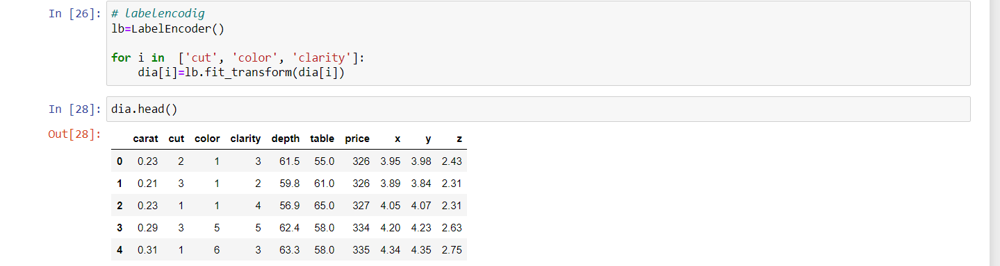 In [26]: # labelencodig
lb=LabelEncoder()
for i in  ['cut', 'color', 'clarity']:
    dia[i]=lb.fit_transform(dia[i])
In [28]: dia.head()
Out[28]:
carat cut color clarity depth table price x y z
0 0.23 2 1 3 61.5 55.0 326 3.95 3.98 2.43
1 0.21 3 1 2 59.8 61.0 326 3.89 3.84 2.31
2 0.23 1 1 4 56.9 65.0 327 4.05 4.07 2.31
3 0.29 3 5 5 62.4 58.0 334 4.20 4.23 2.63
4 0.31 1 6 3 63.3 58.0 335 4.34 4.35 2.75